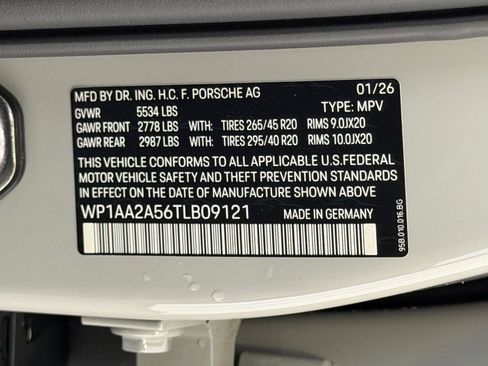 MFD BY DR. ING. H.C. F. PORSCHE AG 01/26
GVWR 5534 LBS TYPE: MPV
GAWR FRONT 2778 LBS WITH: TIRES 265/45 R20 RIMS 9.0JX20
GAWR REAR 2987 LBS WITH: TIRES 295/40 R20 RIMS 10.0JX20
THIS VEHICLE CONFORMS TO ALL APPLICABLE U.S.FEDERAL
MOTOR VEHICLE SAFETY AND THEFT PREVENTION STANDARDS
IN EFFECT ON THE DATE OF MANUFACTURE SHOWN ABOVE.
WP1AA2A56TLB09121 MADE IN GERMANY
95B.010.016.BG